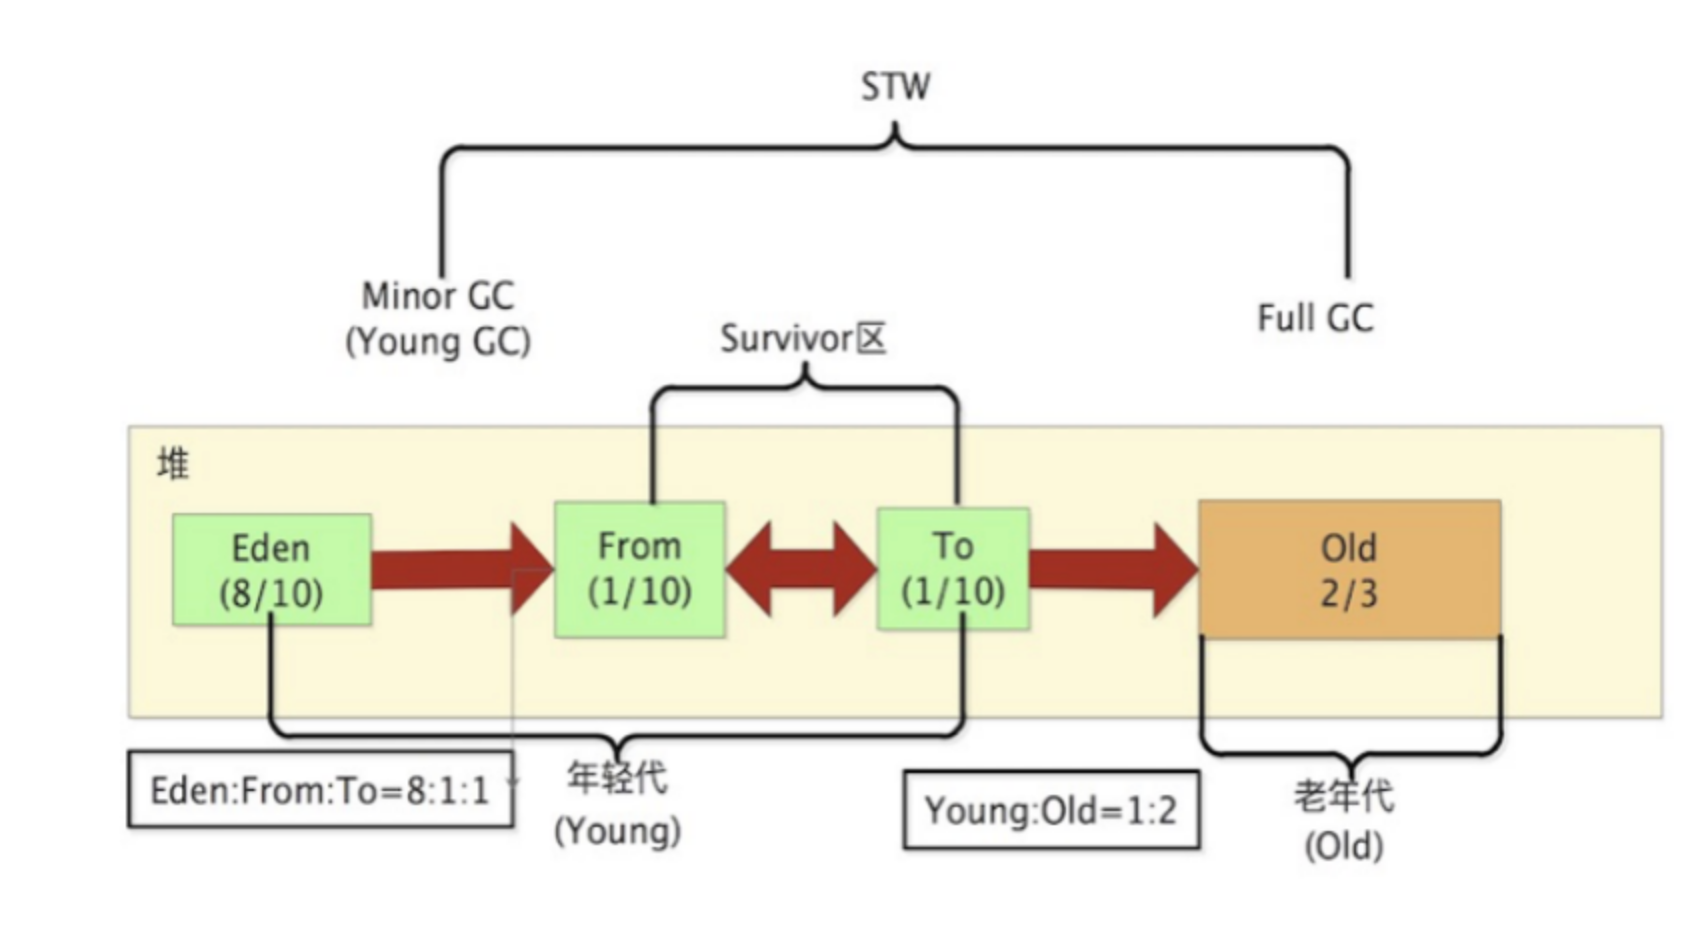 STW
Minor GC
(Young GC)
Full GC
Survivor区
堆
Eden
(8/10)
From
(1/10)
To
(1/10)
Old
2/3
Eden:From:To=8:1:1
年轻代
(Young)
Young:Old=1:2
老年代
(Old)